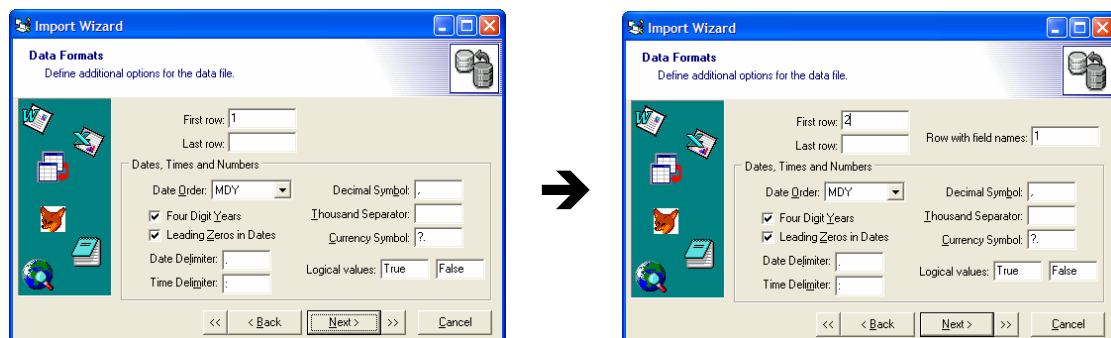 Import Wizard
Data Formats
Define additional options for the data file.
First row: 1
Last row:
Dates, Times and Numbers
Date Order: MDY
Decimal Symbol: ,
Four Digit Years
Thousand Separator:
Leading Zeros in Dates
Currency Symbol: ?.
Date Delimiter: .
Logical values: True False
Time Delimiter: :
<< < Back Next > >> Cancel
Import Wizard
Data Formats
Define additional options for the data file.
First row: 2
Row with field names: 1
Last row:
Dates, Times and Numbers
Date Order: MDY
Decimal Symbol: ,
Four Digit Years
Thousand Separator:
Leading Zeros in Dates
Currency Symbol: ?.
Date Delimiter: .
Logical values: True False
Time Delimiter: :
<< < Back Next > >> Cancel